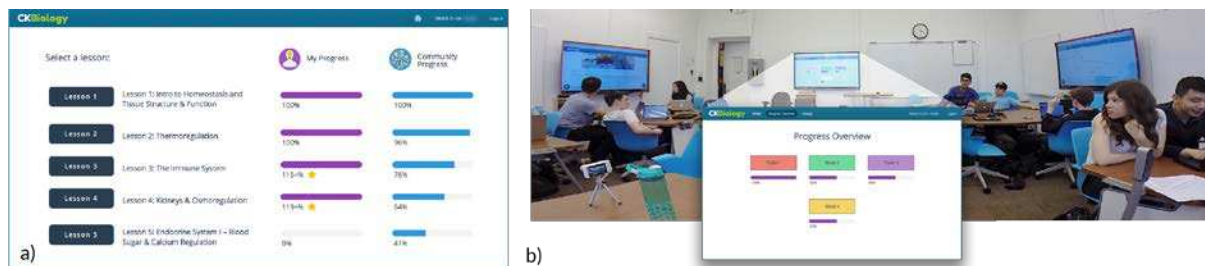 CKBiology
Select a lesson:
My Progress
Community
Progress
Lesson 1
Lesson 1: Intro to Homeostasis and
Tissue Structure & Function
100%
100%
Lesson 2
Lesson 2: Thermoregulation
100%
96%
Lesson 3
Lesson 3: The Immune System
76%
Lesson 4
Lesson 4: Kidneys & Osmoregulation
64%
Lesson 5
Lesson 5: Endocrine System I – Blood
Sugar & Calcium Regulation
0%
41%
a)
CKBiology
Progress Overview
b)